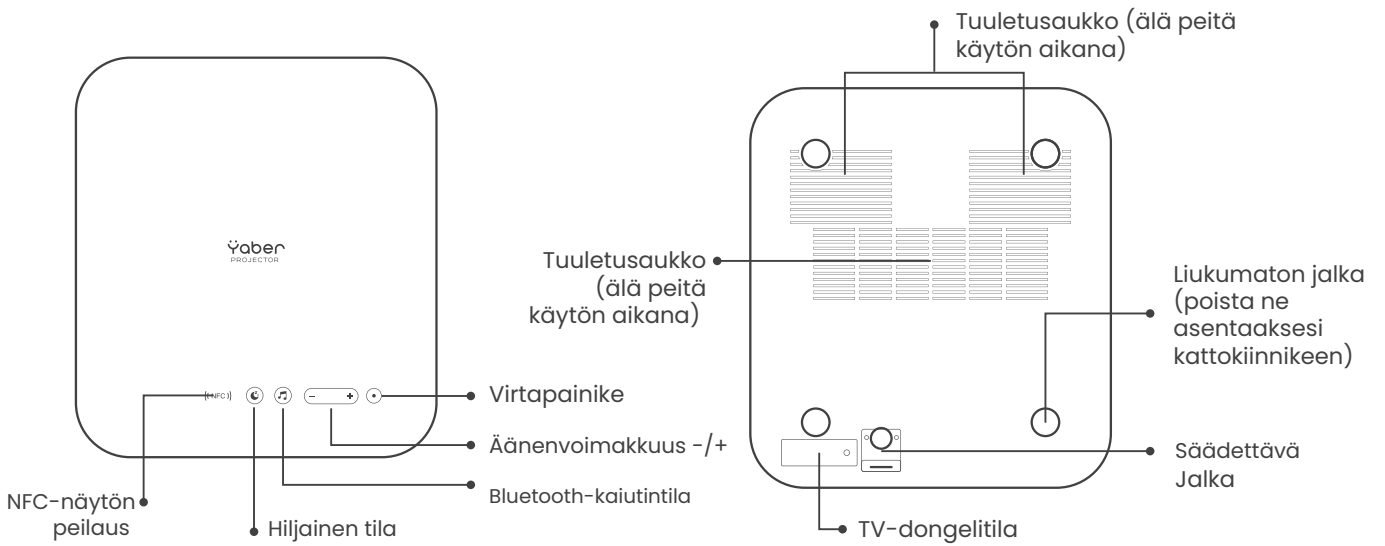 Tuuletusaukko (älä peitä
käytön aikana)
Ÿaber
PROJECTOR
Tuuletusaukko
(älä peitä
käytön aikana)
Liukumaton jalka
(poista ne
asentaaksesi
kattokiinnikeen)
NFC
Virtapainike
Äänenvoimakkuus -/+
Säädettävä
Jalka
Bluetooth-kaiutintila
NFC-näytön
peilaus
Hiljainen tila
TV-dongelitila